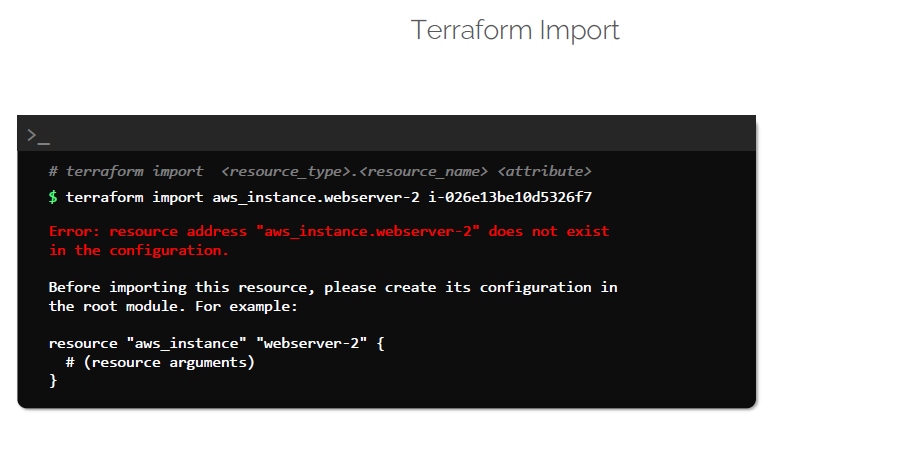 Terraform Import
>_
# terraform import  <resource_type>.<resource_name> <attribute>
$ terraform import aws_instance.webserver-2 i-026e13be10d5326f7
Error: resource address "aws_instance.webserver-2" does not exist
in the configuration.
Before importing this resource, please create its configuration in
the root module. For example:
resource "aws_instance" "webserver-2" {
  # (resource arguments)
}